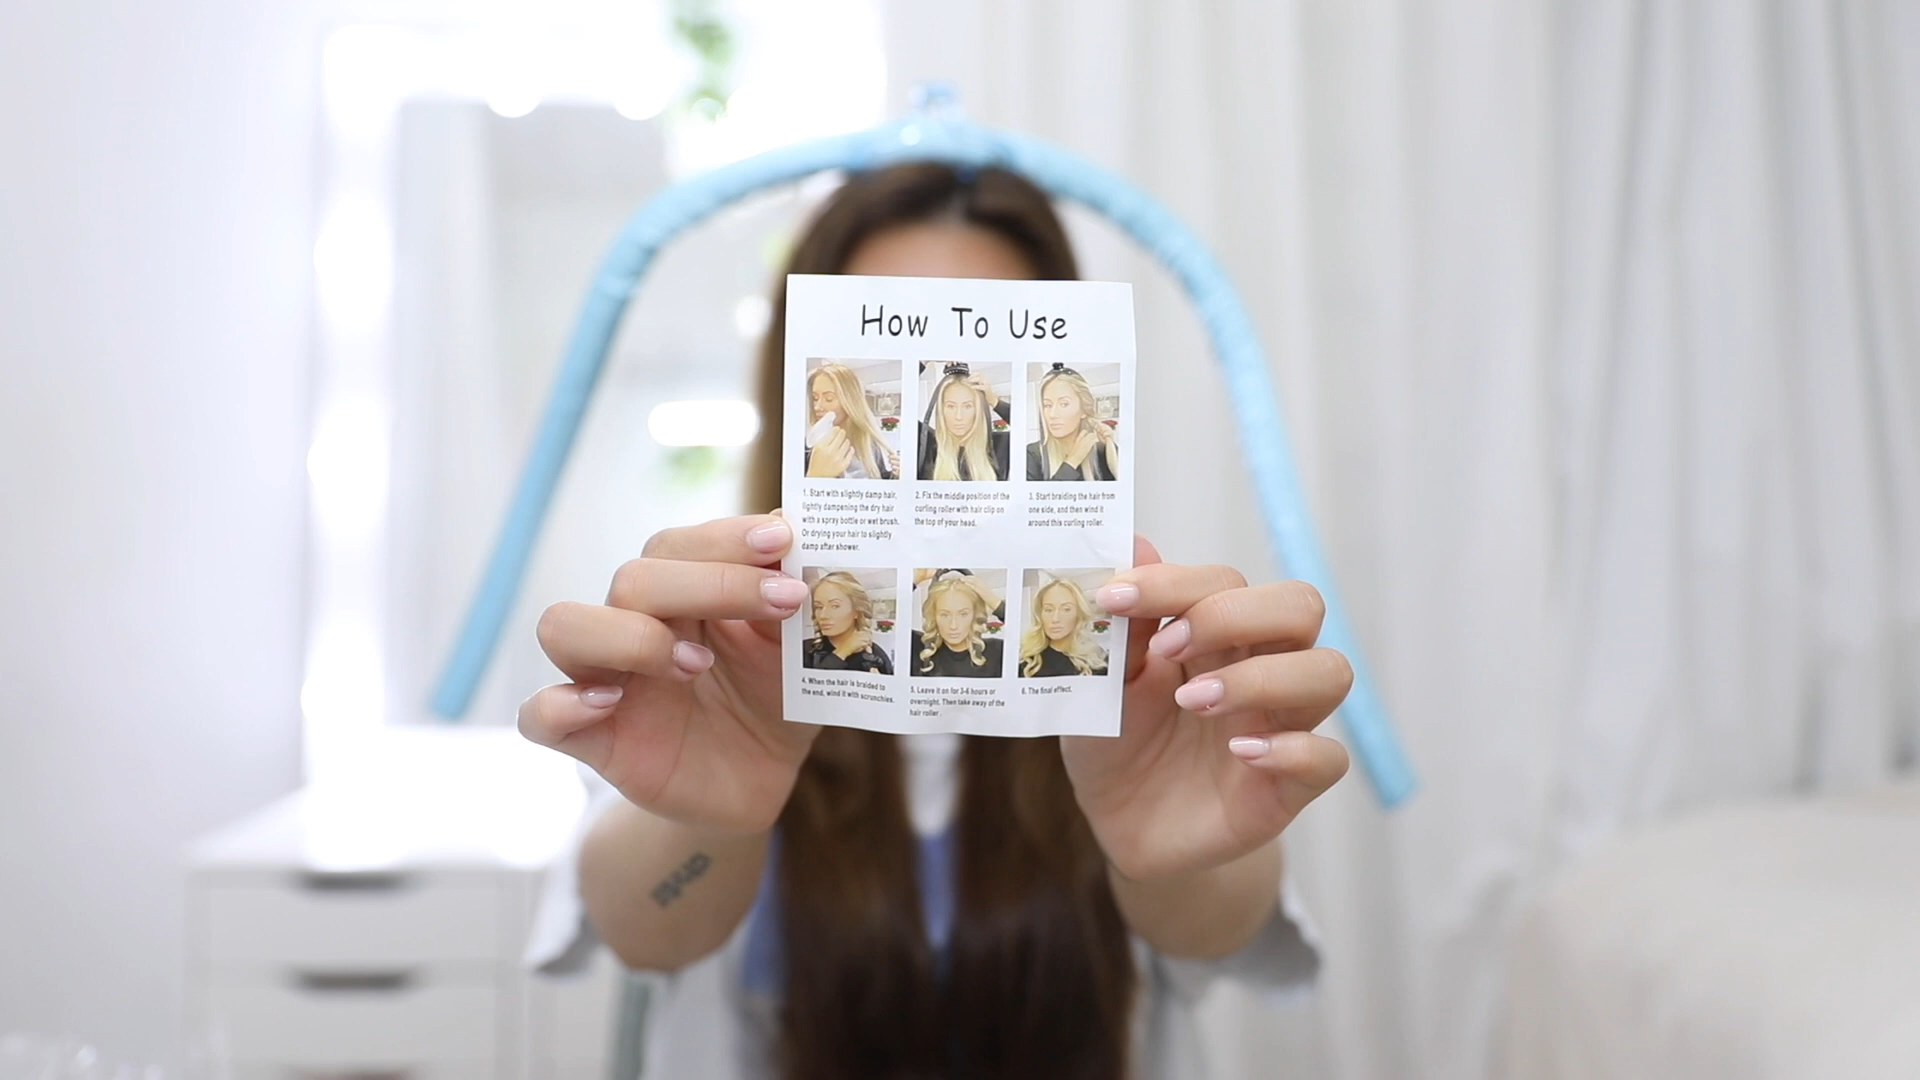 How To Use
1. Start with slightly damp hair,
lightly dampening the dry hair
with a spray bottle or wet brush.
Or drying your hair to slightly
damp after shower.
2. Fix the middle position of the
curling roller with hair clip on
the top of your head.
3. Start braiding the hair from
one side, and then wind it
around this curling roller.
4. When the hair is braided to
the end, wind it with scrunchies.
5. Leave it on for 3-6 hours or
overnight. Then take away of the
hair roller .
6. The final effect.